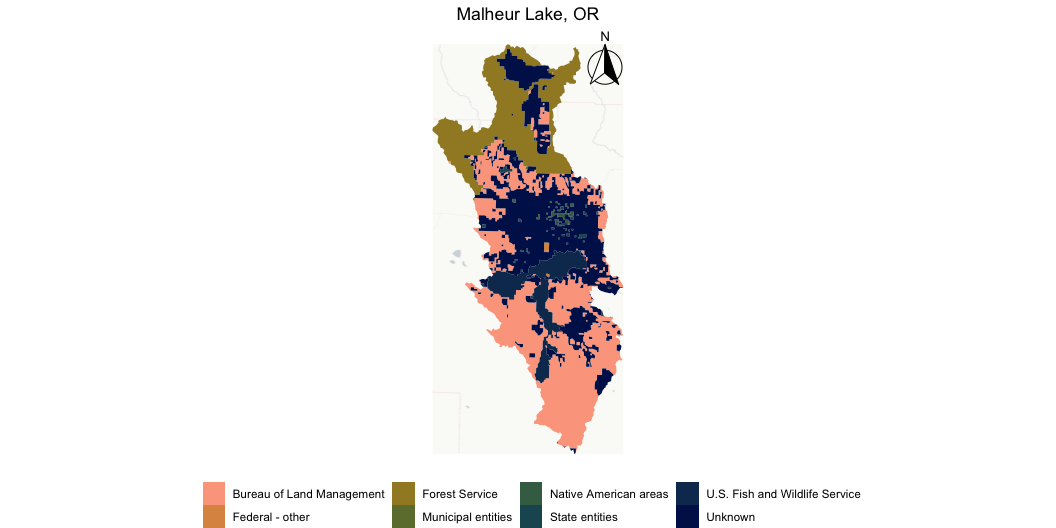 Malheur Lake, OR
N
Bureau of Land Management Forest Service Native American areas U.S. Fish and Wildlife Service
Federal - other Municipal entities State entities Unknown